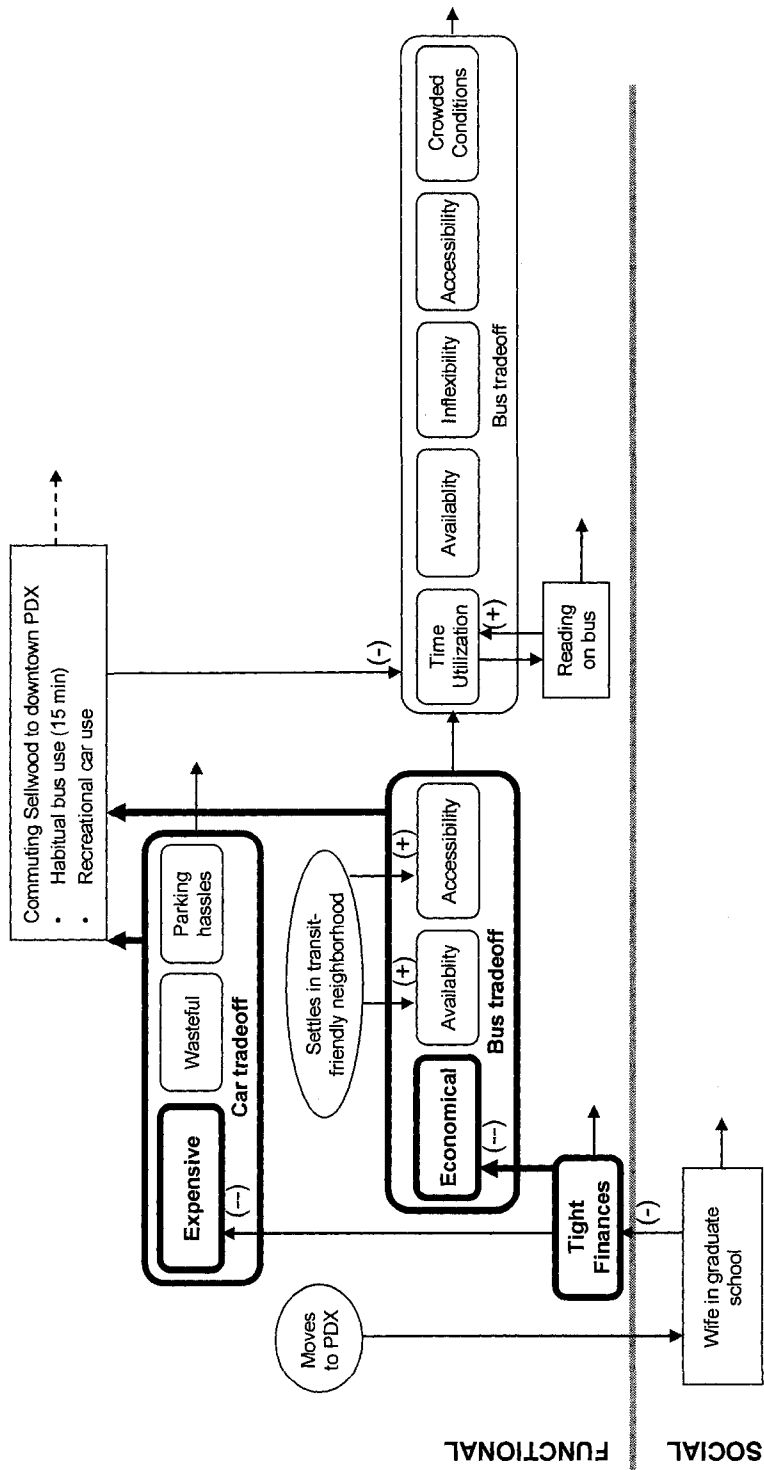 Commuting Sellwood to downtown PDX
• Habitual bus use (15 min)
• Recreational car use
Expensive
Wasteful
Parking
hassles
Car tradeoff
(--)
Moves
to PDX
Settles in transit-
friendly neighborhood
(+)
(+)
(-)
Economical
Availablity
Accessibility
Bus tradeoff
(--)
Time
Utilization
Availablity
Inflexibility
Accessibility
Crowded
Conditions
Bus tradeoff
(+)
Reading
on bus
Tight
Finances
(-)
Wife in graduate
school
FUNCTIONAL
SOCIAL